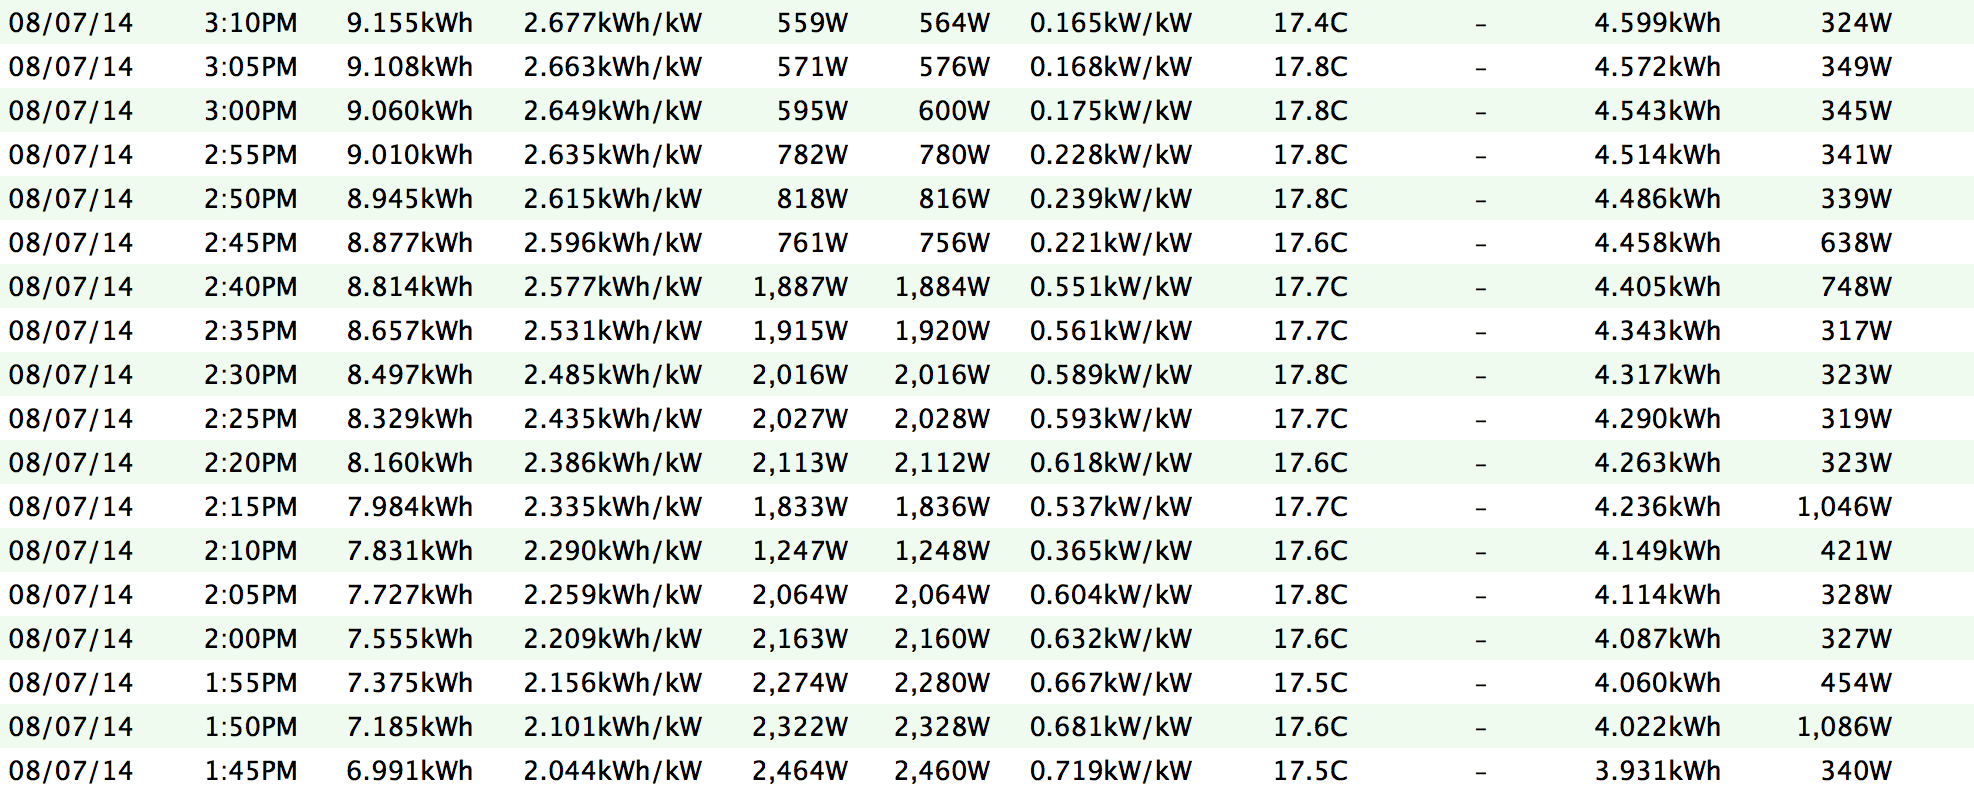 08/07/14 3:10PM 9.155kWh 2.677kWh/kW 559W 564W 0.165kW/kW 17.4C - 4.599kWh 324W
08/07/14 3:05PM 9.108kWh 2.663kWh/kW 571W 576W 0.168kW/kW 17.8C - 4.572kWh 349W
08/07/14 3:00PM 9.060kWh 2.649kWh/kW 595W 600W 0.175kW/kW 17.8C - 4.543kWh 345W
08/07/14 2:55PM 9.010kWh 2.635kWh/kW 782W 780W 0.228kW/kW 17.8C - 4.514kWh 341W
08/07/14 2:50PM 8.945kWh 2.615kWh/kW 818W 816W 0.239kW/kW 17.8C - 4.486kWh 339W
08/07/14 2:45PM 8.877kWh 2.596kWh/kW 761W 756W 0.221kW/kW 17.6C - 4.458kWh 638W
08/07/14 2:40PM 8.814kWh 2.577kWh/kW 1,887W 1,884W 0.551kW/kW 17.7C - 4.405kWh 748W
08/07/14 2:35PM 8.657kWh 2.531kWh/kW 1,915W 1,920W 0.561kW/kW 17.7C - 4.343kWh 317W
08/07/14 2:30PM 8.497kWh 2.485kWh/kW 2,016W 2,016W 0.589kW/kW 17.8C - 4.317kWh 323W
08/07/14 2:25PM 8.329kWh 2.435kWh/kW 2,027W 2,028W 0.593kW/kW 17.7C - 4.290kWh 319W
08/07/14 2:20PM 8.160kWh 2.386kWh/kW 2,113W 2,112W 0.618kW/kW 17.6C - 4.263kWh 323W
08/07/14 2:15PM 7.984kWh 2.335kWh/kW 1,833W 1,836W 0.537kW/kW 17.7C - 4.236kWh 1,046W
08/07/14 2:10PM 7.831kWh 2.290kWh/kW 1,247W 1,248W 0.365kW/kW 17.6C - 4.149kWh 421W
08/07/14 2:05PM 7.727kWh 2.259kWh/kW 2,064W 2,064W 0.604kW/kW 17.8C - 4.114kWh 328W
08/07/14 2:00PM 7.555kWh 2.209kWh/kW 2,163W 2,160W 0.632kW/kW 17.6C - 4.087kWh 327W
08/07/14 1:55PM 7.375kWh 2.156kWh/kW 2,274W 2,280W 0.667kW/kW 17.5C - 4.060kWh 454W
08/07/14 1:50PM 7.185kWh 2.101kWh/kW 2,322W 2,328W 0.681kW/kW 17.6C - 4.022kWh 1,086W
08/07/14 1:45PM 6.991kWh 2.044kWh/kW 2,464W 2,460W 0.719kW/kW 17.5C - 3.931kWh 340W